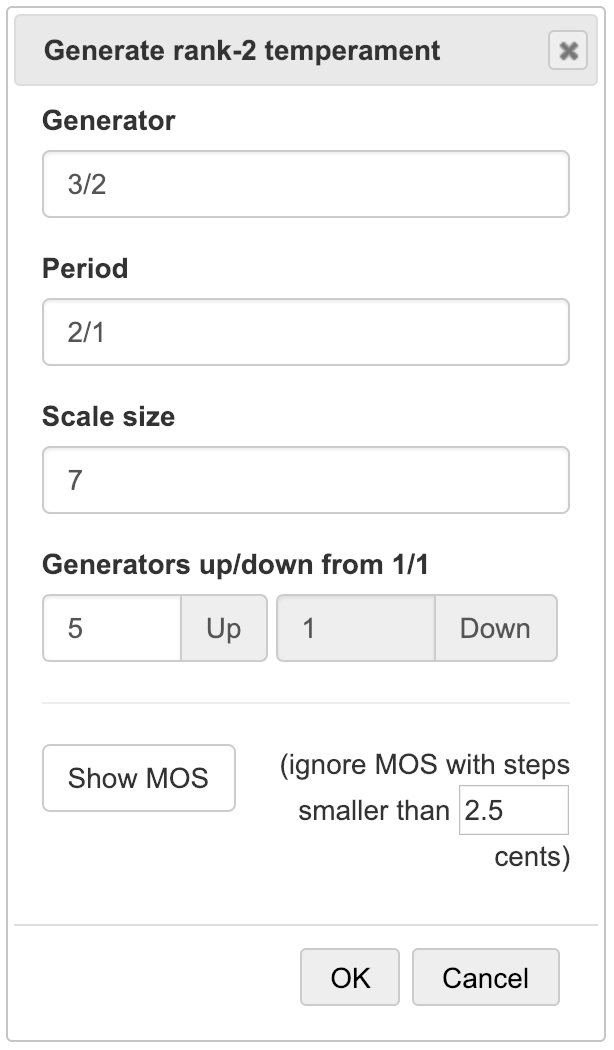 Generate rank-2 temperament
Generator
3/2
Period
2/1
Scale size
7
Generators up/down from 1/1
5 Up 1 Down
Show MOS
(ignore MOS with steps
smaller than 2.5
cents)
OK Cancel